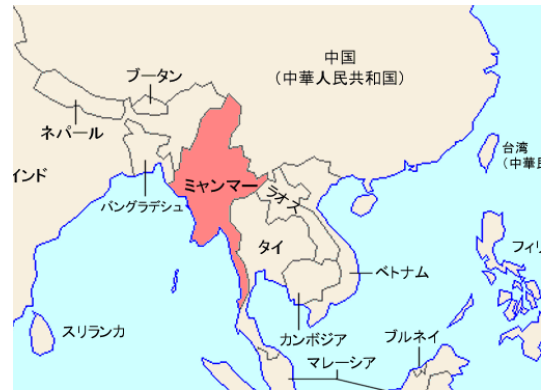 中国
（中華人民共和国）
ブータン
ネパール
台湾
（中華民
インド
ミャンマー
ラオス
バングラデシュ
タイ
フィリ
ベトナム
スリランカ
カンボジア
ブルネイ
マレーシア